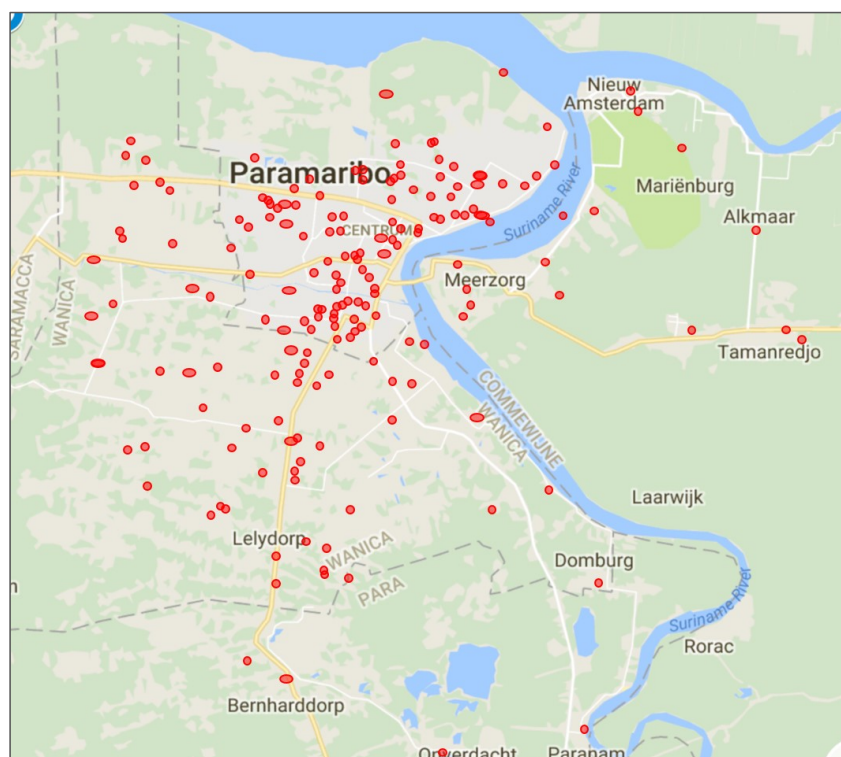 Nieuw
Amsterdam
Paramaribo
Mariënburg
Suriname River
Alkmaar
CENTRUM
SARAMACCA
WANICA
Meerzorg
Tamanredjo
COMMEWIJNE
WANICA
Laarwijk
Lelydorp
WANICA
PARA
Domburg
Suriname River
Rorac
Bernharddorp
Onverdacht
Paranam